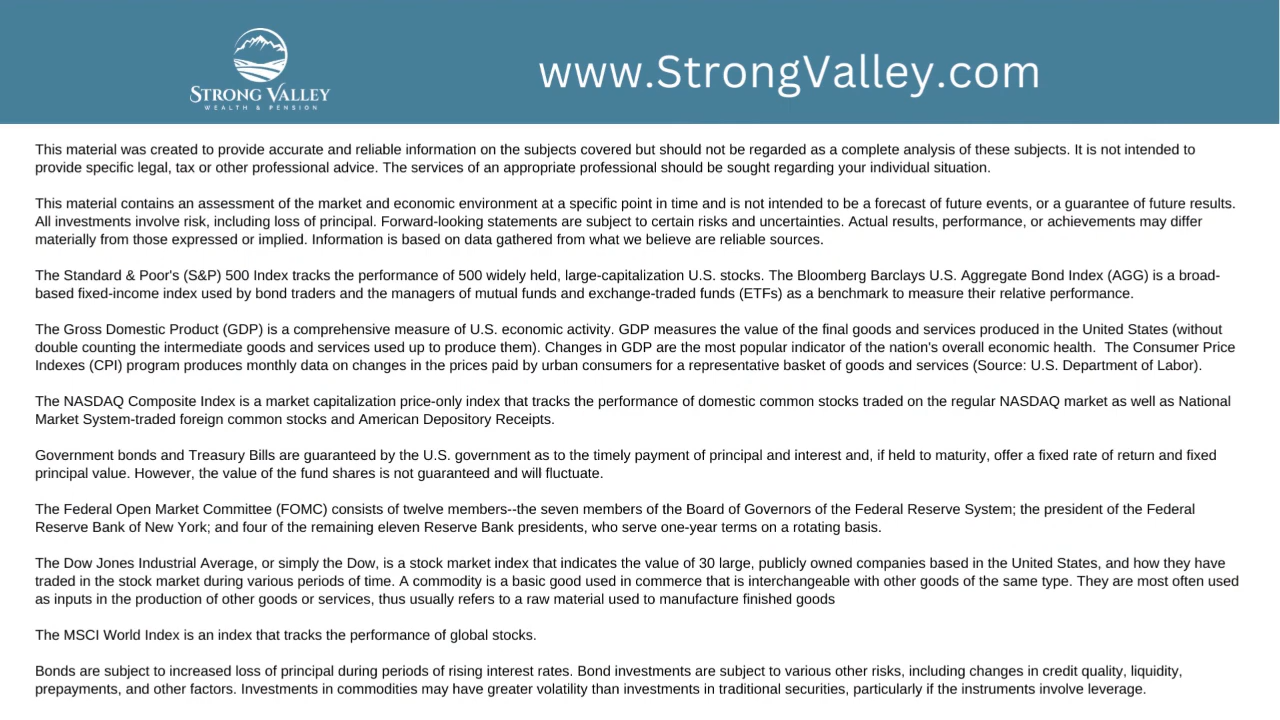 STRONG VALLEY
WEALTH & PENSION
www.StrongValley.com
This material was created to provide accurate and reliable information on the subjects covered but should not be regarded as a complete analysis of these subjects. It is not intended to
provide specific legal, tax or other professional advice. The services of an appropriate professional should be sought regarding your individual situation.
This material contains an assessment of the market and economic environment at a specific point in time and is not intended to be a forecast of future events, or a guarantee of future results.
All investments involve risk, including loss of principal. Forward-looking statements are subject to certain risks and uncertainties. Actual results, performance, or achievements may differ
materially from those expressed or implied. Information is based on data gathered from what we believe are reliable sources.
The Standard & Poor's (S&P) 500 Index tracks the performance of 500 widely held, large-capitalization U.S. stocks. The Bloomberg Barclays U.S. Aggregate Bond Index (AGG) is a broad-
based fixed-income index used by bond traders and the managers of mutual funds and exchange-traded funds (ETFs) as a benchmark to measure their relative performance.
The Gross Domestic Product (GDP) is a comprehensive measure of U.S. economic activity. GDP measures the value of the final goods and services produced in the United States (without
double counting the intermediate goods and services used up to produce them). Changes in GDP are the most popular indicator of the nation's overall economic health.  The Consumer Price
Indexes (CPI) program produces monthly data on changes in the prices paid by urban consumers for a representative basket of goods and services (Source: U.S. Department of Labor).
The NASDAQ Composite Index is a market capitalization price-only index that tracks the performance of domestic common stocks traded on the regular NASDAQ market as well as National
Market System-traded foreign common stocks and American Depository Receipts.
Government bonds and Treasury Bills are guaranteed by the U.S. government as to the timely payment of principal and interest and, if held to maturity, offer a fixed rate of return and fixed
principal value. However, the value of the fund shares is not guaranteed and will fluctuate.
The Federal Open Market Committee (FOMC) consists of twelve members--the seven members of the Board of Governors of the Federal Reserve System; the president of the Federal
Reserve Bank of New York; and four of the remaining eleven Reserve Bank presidents, who serve one-year terms on a rotating basis.
The Dow Jones Industrial Average, or simply the Dow, is a stock market index that indicates the value of 30 large, publicly owned companies based in the United States, and how they have
traded in the stock market during various periods of time. A commodity is a basic good used in commerce that is interchangeable with other goods of the same type. They are most often used
as inputs in the production of other goods or services, thus usually refers to a raw material used to manufacture finished goods
The MSCI World Index is an index that tracks the performance of global stocks.
Bonds are subject to increased loss of principal during periods of rising interest rates. Bond investments are subject to various other risks, including changes in credit quality, liquidity,
prepayments, and other factors. Investments in commodities may have greater volatility than investments in traditional securities, particularly if the instruments involve leverage.